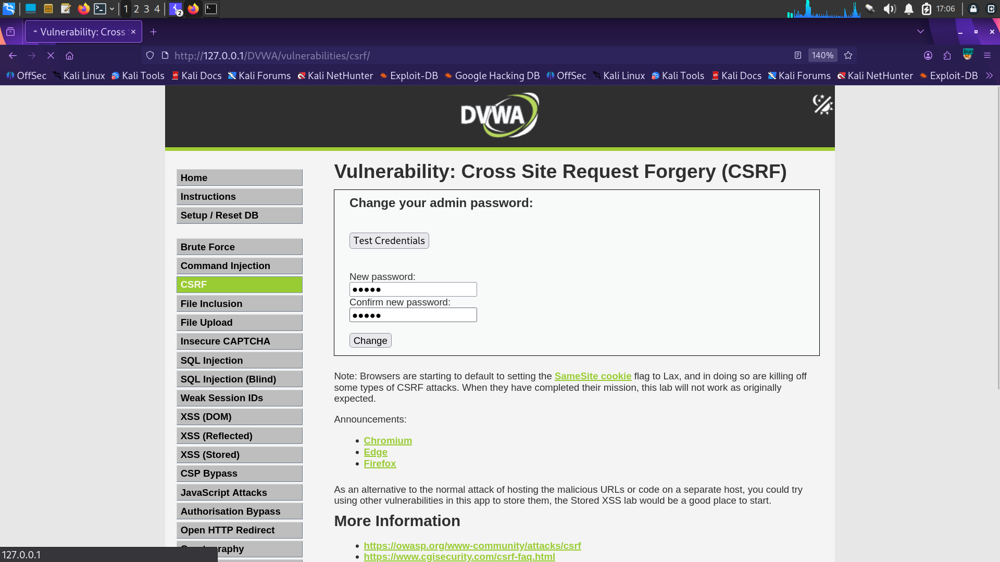 1 2 3 4
2
17:06
Vulnerability: Cross
http://127.0.0.1/DVWA/vulnerabilities/csrf/
140%
OffSec Kali Linux Kali Tools Kali Docs Kali Forums Kali NetHunter Exploit-DB Google Hacking DB OffSec Kali Linux Kali Tools Kali Docs Kali Forums Kali NetHunter Exploit-DB
DVWA
Home
Instructions
Setup / Reset DB
Brute Force
Command Injection
CSRF
File Inclusion
File Upload
Insecure CAPTCHA
SQL Injection
SQL Injection (Blind)
Weak Session IDs
XSS (DOM)
XSS (Reflected)
XSS (Stored)
CSP Bypass
JavaScript Attacks
Authorisation Bypass
Open HTTP Redirect
Vulnerability: Cross Site Request Forgery (CSRF)
Change your admin password:
Test Credentials
New password:
Confirm new password:
Change
Note: Browsers are starting to default to setting the SameSite cookie flag to Lax, and in doing so are killing off
some types of CSRF attacks. When they have completed their mission, this lab will not work as originally
expected.
Announcements:
Chromium
Edge
Firefox
As an alternative to the normal attack of hosting the malicious URLs or code on a separate host, you could try
using other vulnerabilities in this app to store them, the Stored XSS lab would be a good place to start.
More Information
https://owasp.org/www-community/attacks/csrf
https://www.cgisecurity.com/csrf-faq.html
127.0.0.1